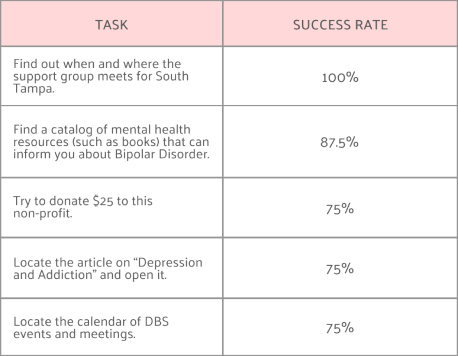 TASK
SUCCESS RATE
Find out when and where the
support group meets for South
Tampa.
100%
Find a catalog of mental health
resources (such as books) that can
inform you about Bipolar Disorder.
87.5%
Try to donate $25 to this
non-profit.
75%
Locate the article on “Depression
and Addiction” and open it.
75%
Locate the calendar of DBS
events and meetings.
75%